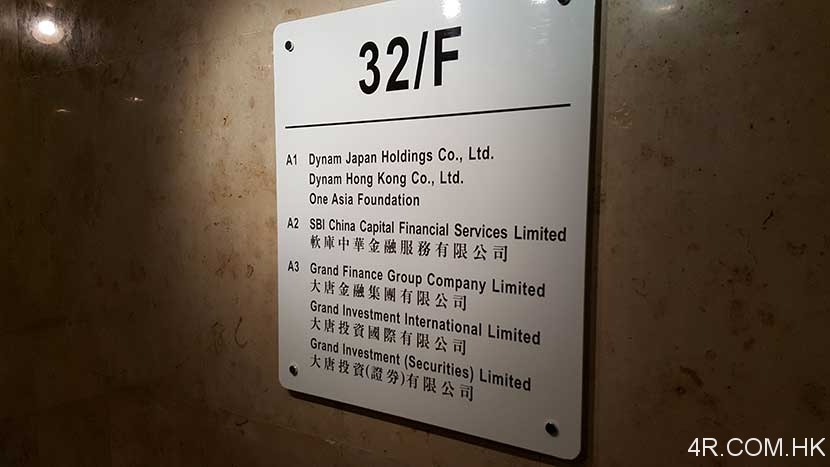 32/F
A1 Dynam Japan Holdings Co., Ltd.
Dynam Hong Kong Co., Ltd.
One Asia Foundation
A2 SBI China Capital Financial Services Limited
軟庫中華金融服務有限公司
A3 Grand Finance Group Company Limited
大唐金融集團有限公司
Grand Investment International Limited
大唐投資國際有限公司
Grand Investment (Securities) Limited
大唐投資(證券)有限公司
4R.COM.HK